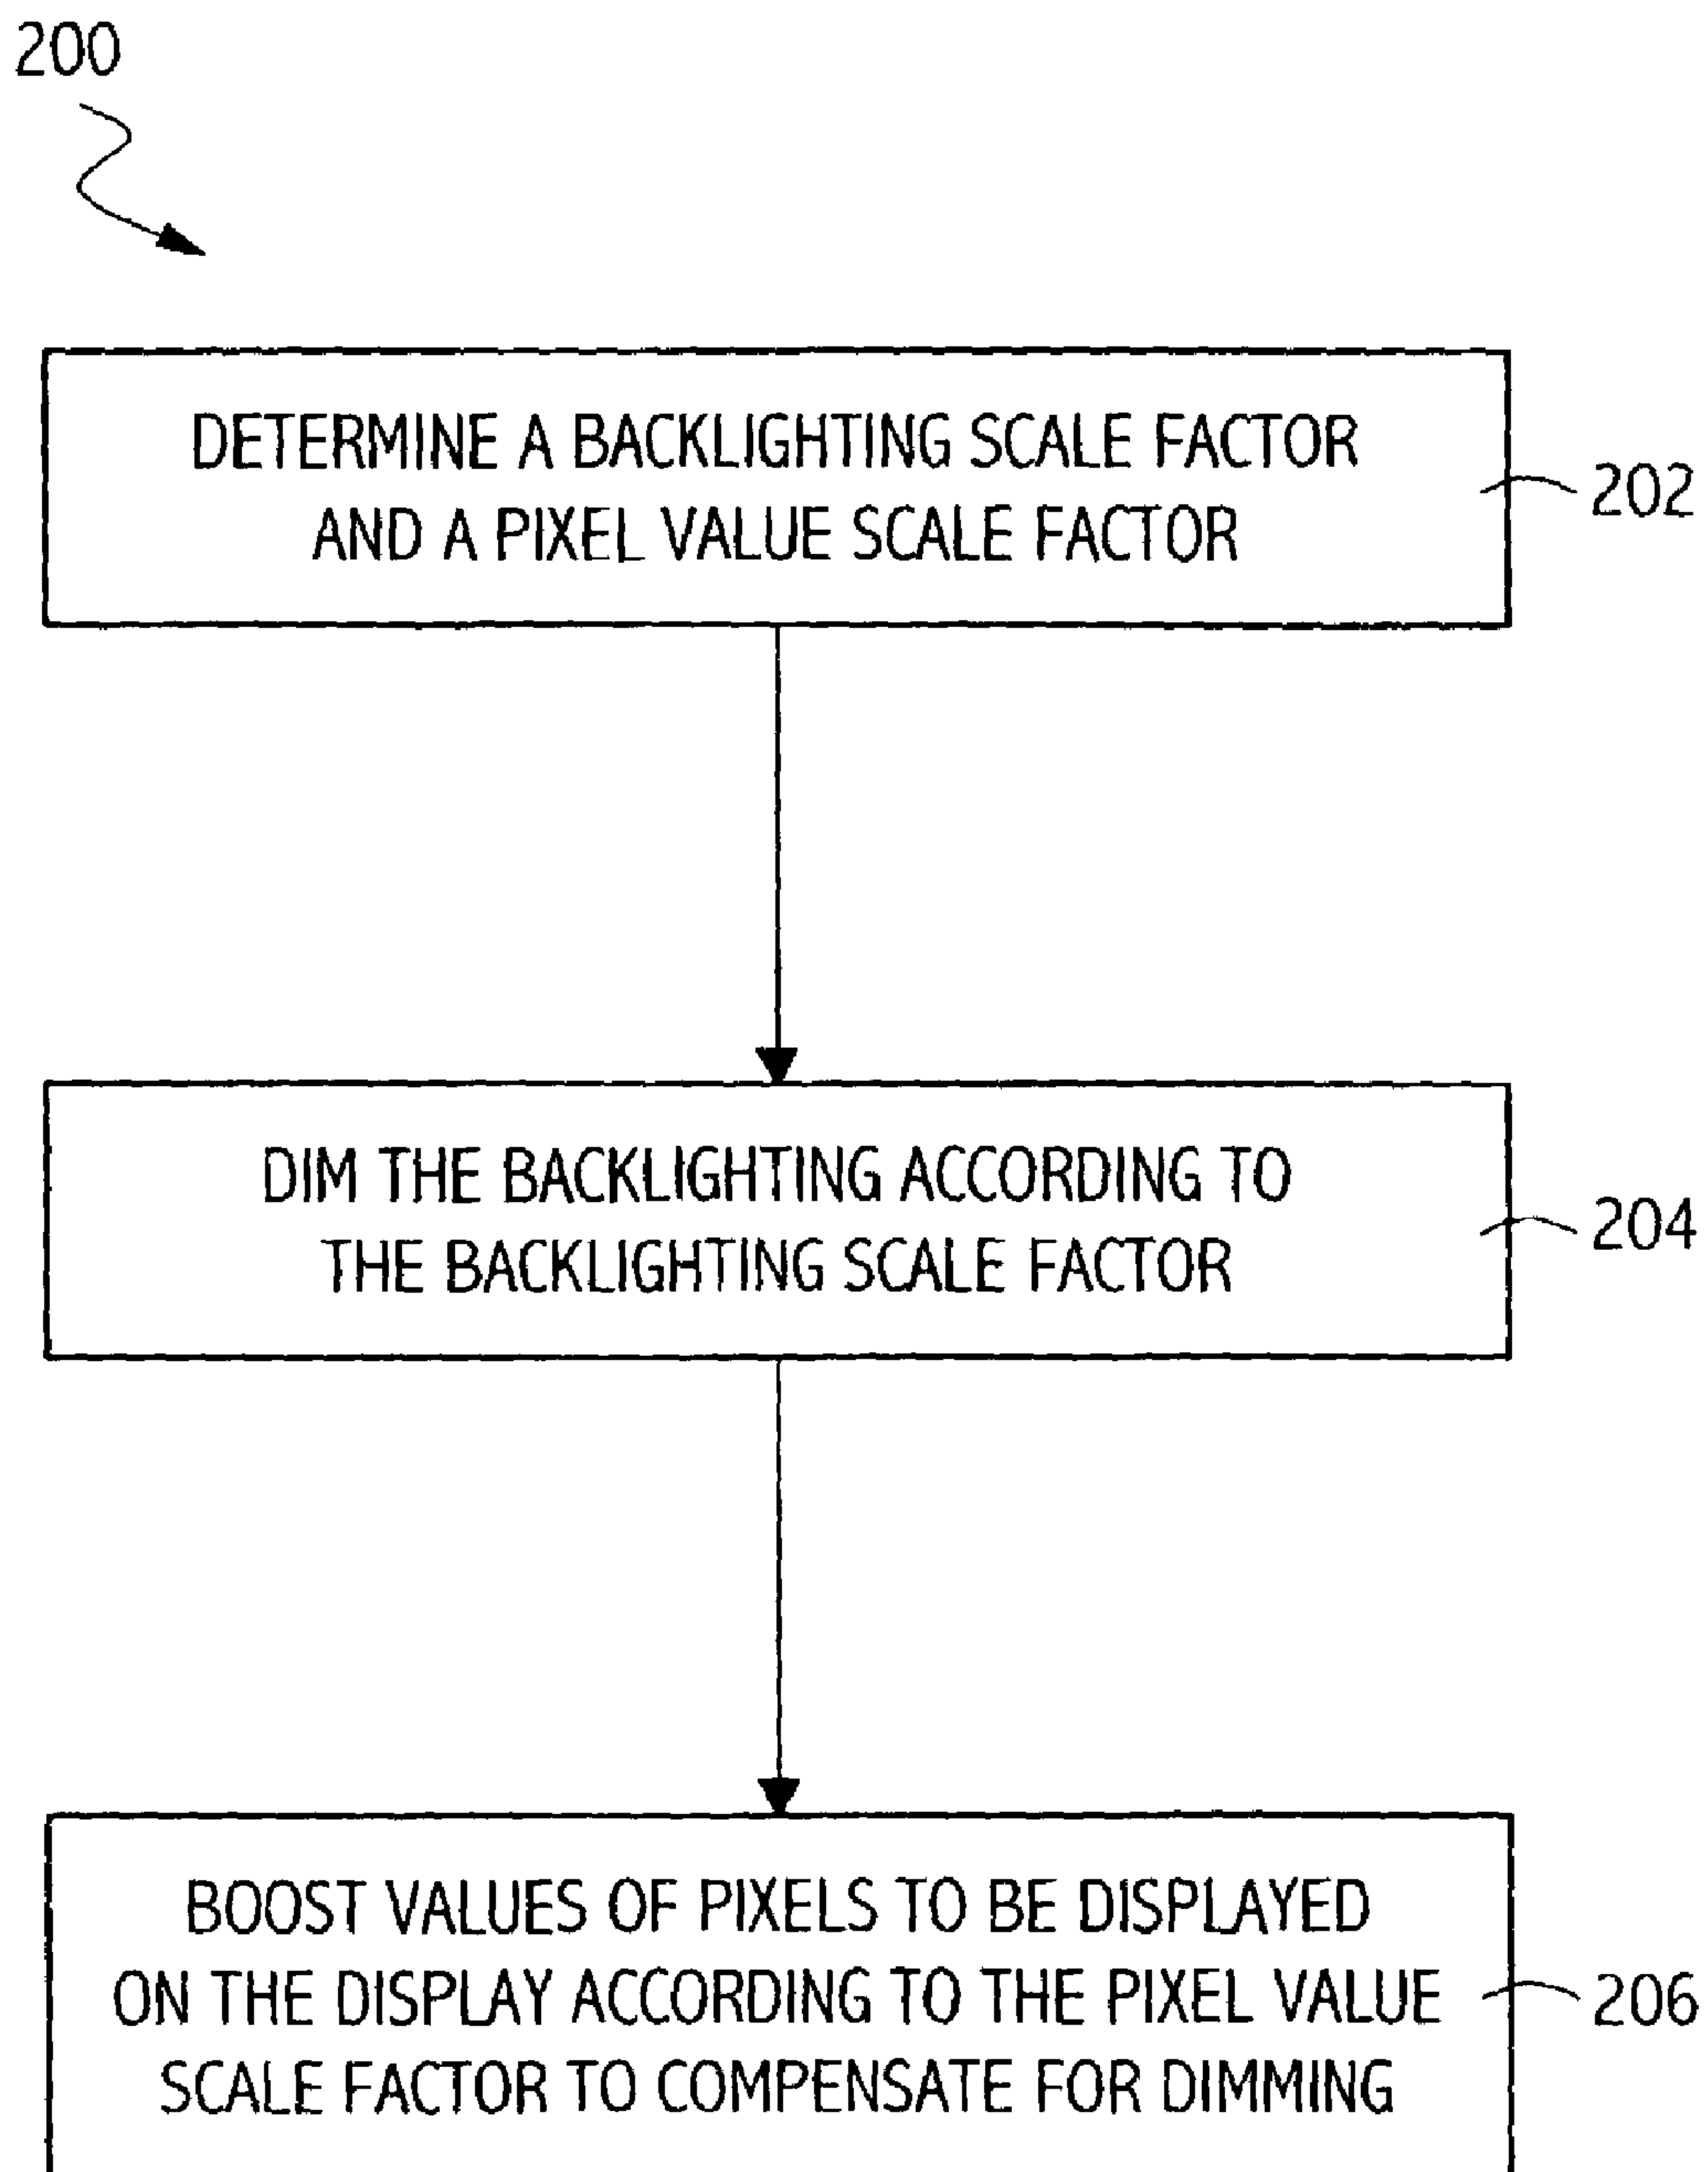 200
DETERMINE A BACKLIGHTING SCALE FACTOR
AND A PIXEL VALUE SCALE FACTOR
202
DIM THE BACKLIGHTING ACCORDING TO
THE BACKLIGHTING SCALE FACTOR
204
BOOST VALUES OF PIXELS TO BE DISPLAYED
ON THE DISPLAY ACCORDING TO THE PIXEL VALUE
SCALE FACTOR TO COMPENSATE FOR DIMMING
206